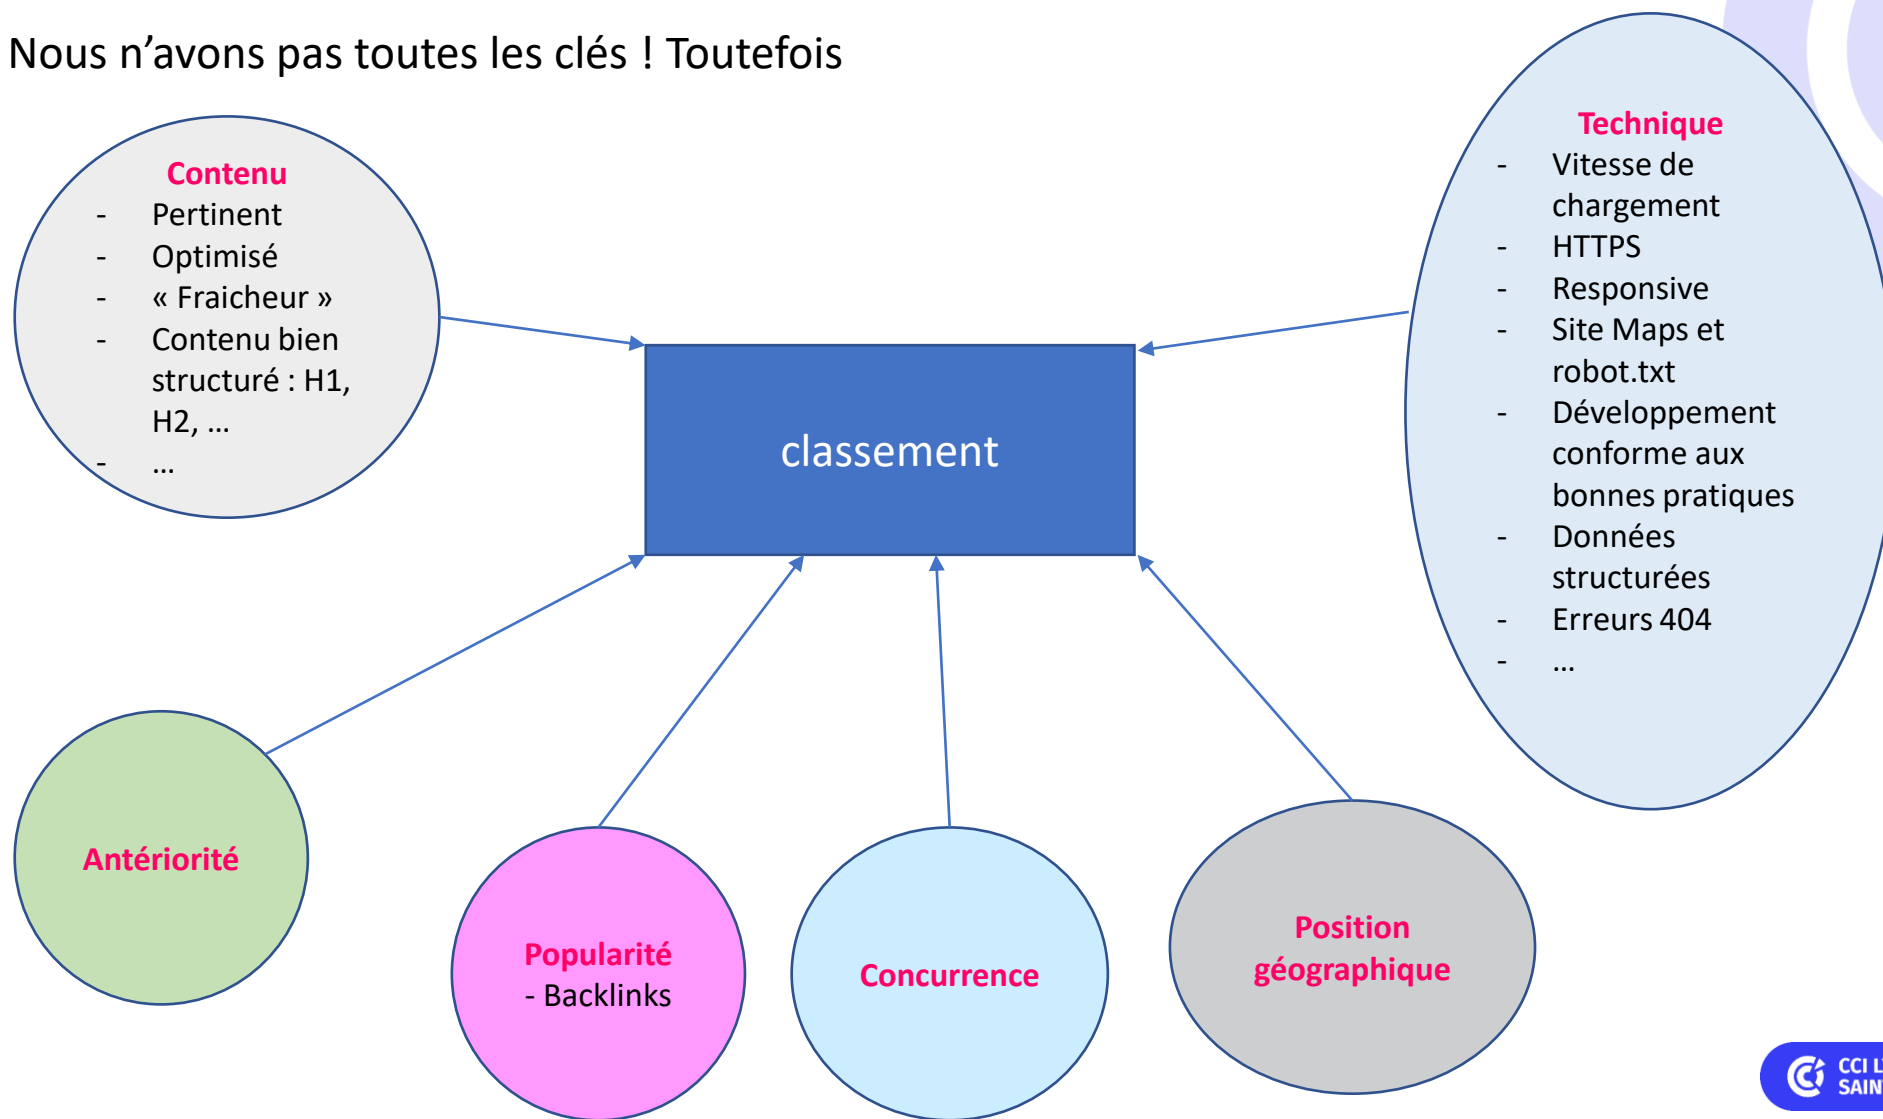 Nous n’avons pas toutes les clés ! Toutefois
Contenu
- Pertinent
- Optimisé
- « Fraicheur »
- Contenu bien
structuré : H1,
H2, …
- …
Technique
- Vitesse de
chargement
- HTTPS
- Responsive
- Site Maps et
robot.txt
- Développement
conforme aux
bonnes pratiques
- Données
structurées
- Erreurs 404
- …
classement
Antériorité
Popularité
- Backlinks
Concurrence
Position
géographique
CCI